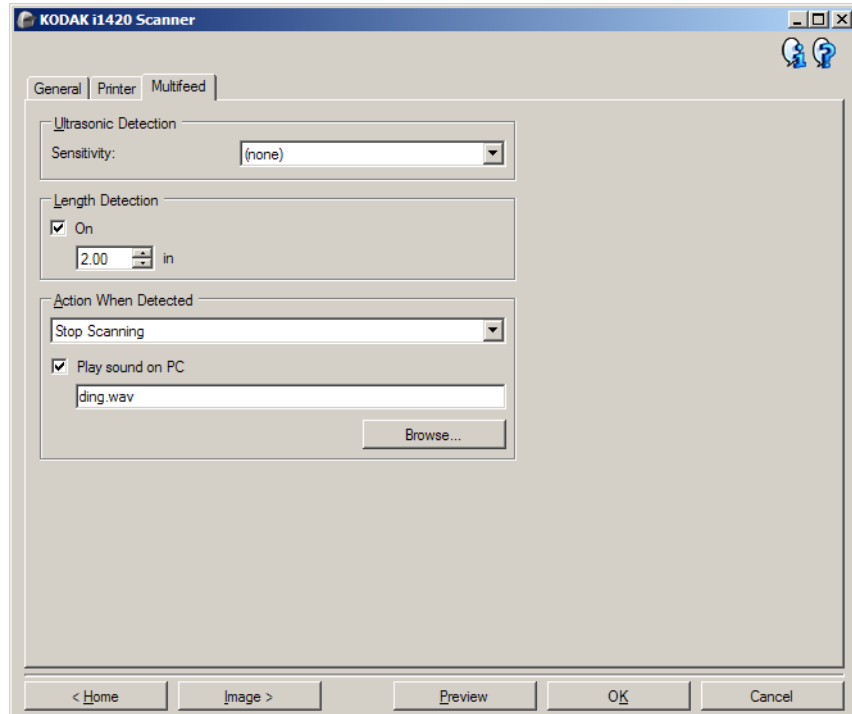 KODAK i1420 Scanner
General Printer Multifeed
Ultrasonic Detection
Sensitivity: (none)
Length Detection
On
2.00 in
Action When Detected
Stop Scanning
Play sound on PC
ding.wav
Browse...
< Home Image > Preview OK Cancel